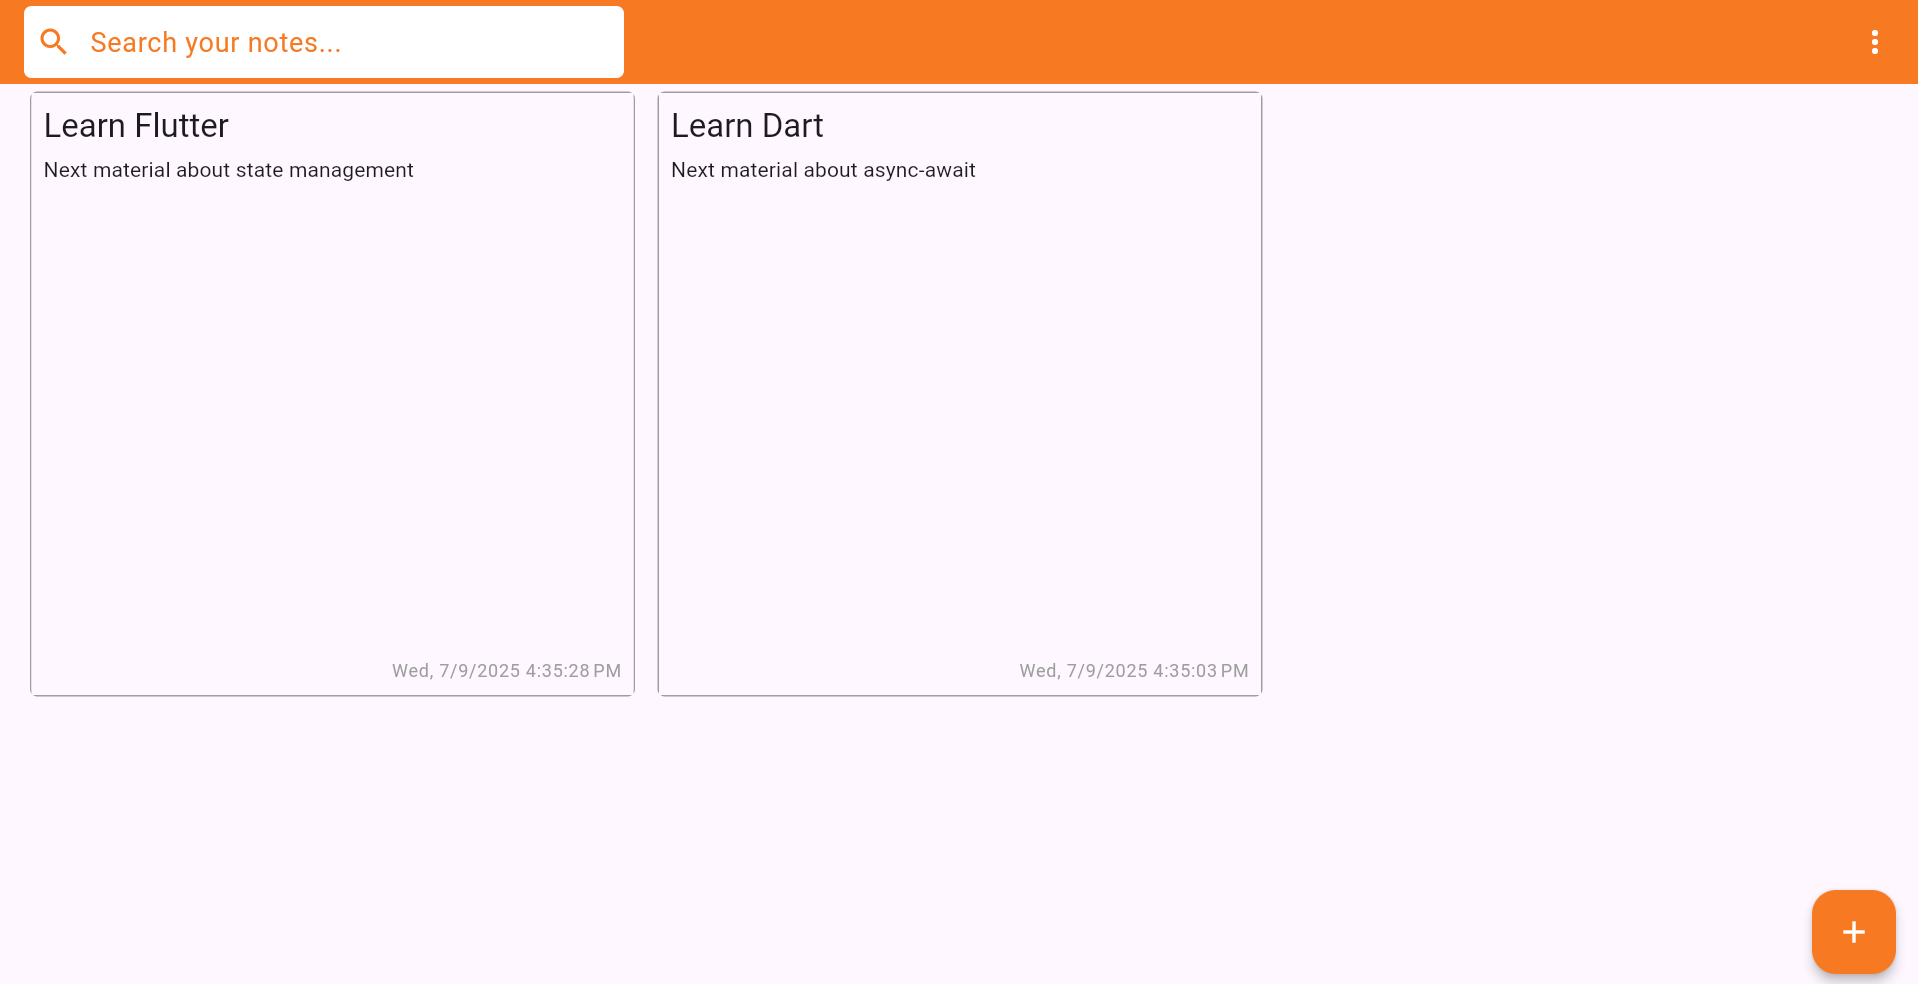 Search your notes...
Learn Flutter
Next material about state management
Wed, 7/9/2025 4:35:28 PM
Learn Dart
Next material about async-await
Wed, 7/9/2025 4:35:03 PM